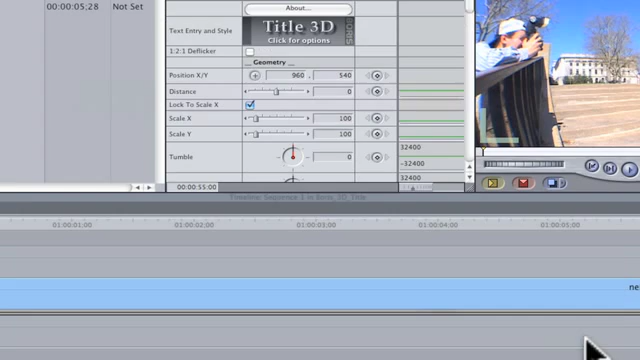 00:00:05;28 Not Set
About...
Text Entry and Style
Title 3D
Click for options
BORIS
1:2:1 Deflicker
__ Geometry __
Position X/Y 960 , 540
Distance 0
Lock To Scale X
Scale X 100
Scale Y 100
32400
Tumble 0
-32400
00:00:55:00
Timeline: Sequence 1 in Boris_3D_Title
01:00:01:00 01:00:02:00 01:00:03:00 01:00:04:00 01:00:05:00
ne